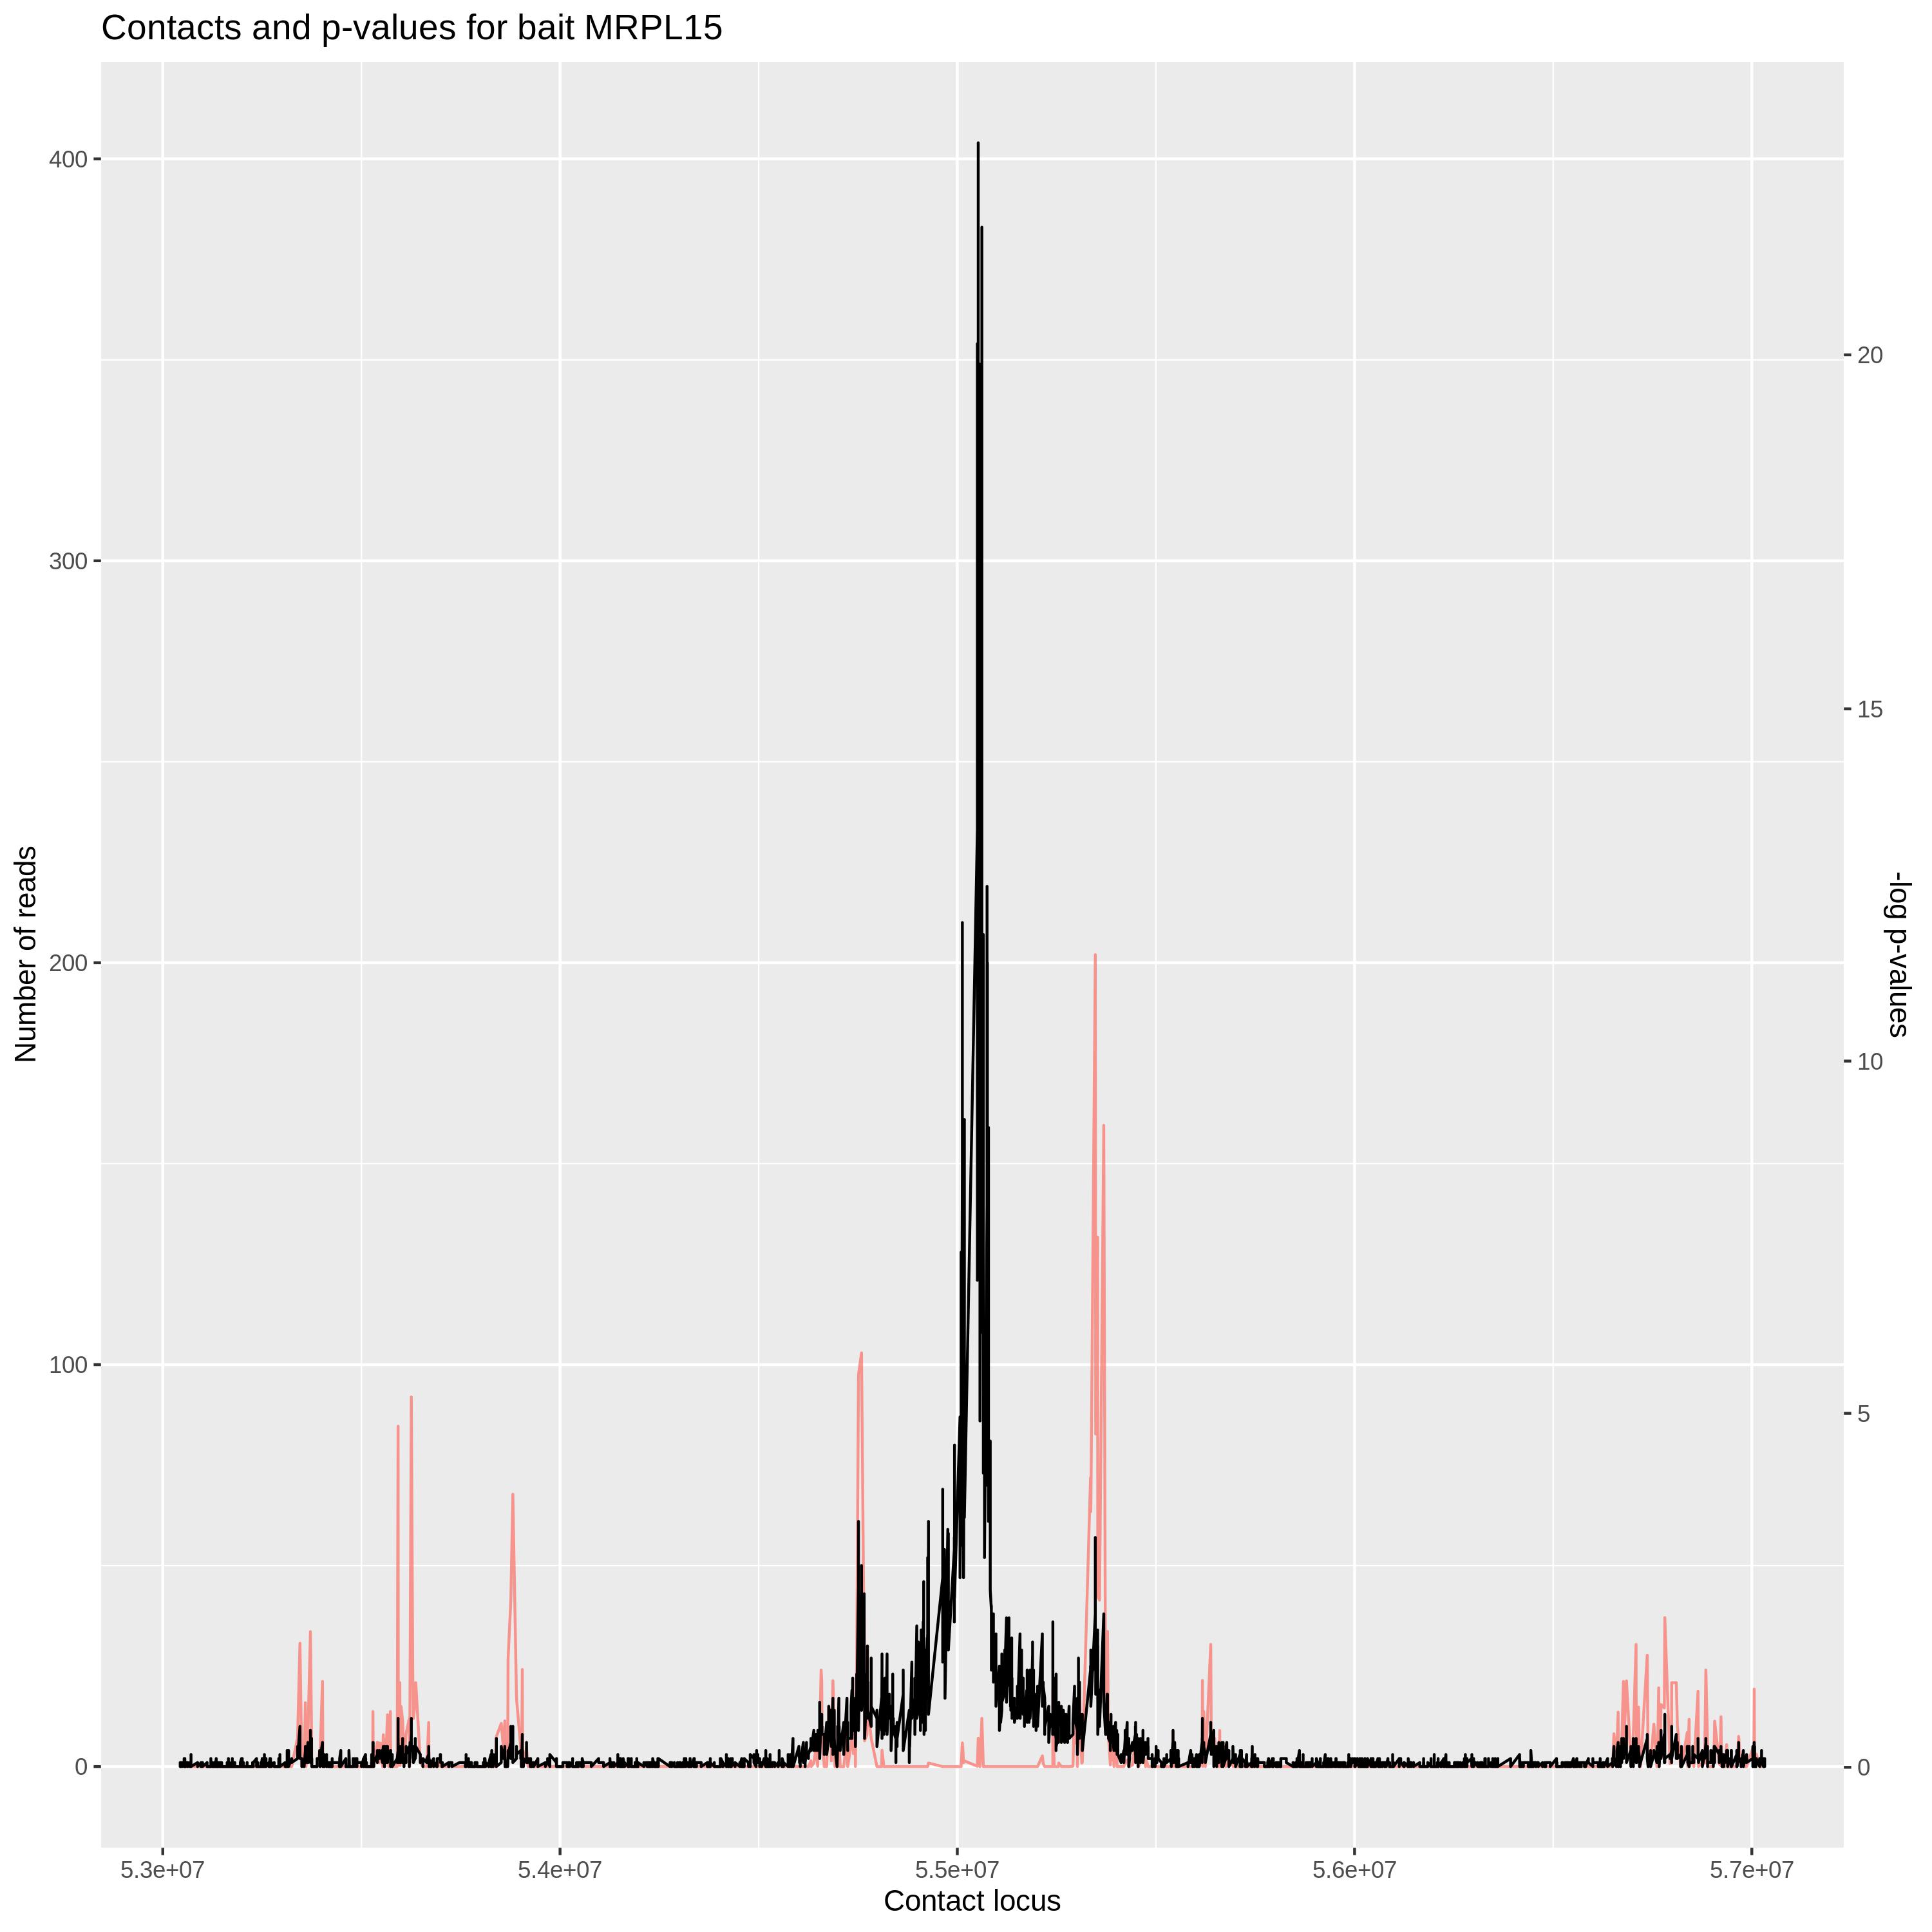 Contacts and p-values for bait MRPL15
400
300
200
100
0
Number of reads
20
15
10
5
0
-log p-values
5.3e+07
5.4e+07
5.5e+07
5.6e+07
5.7e+07
Contact locus